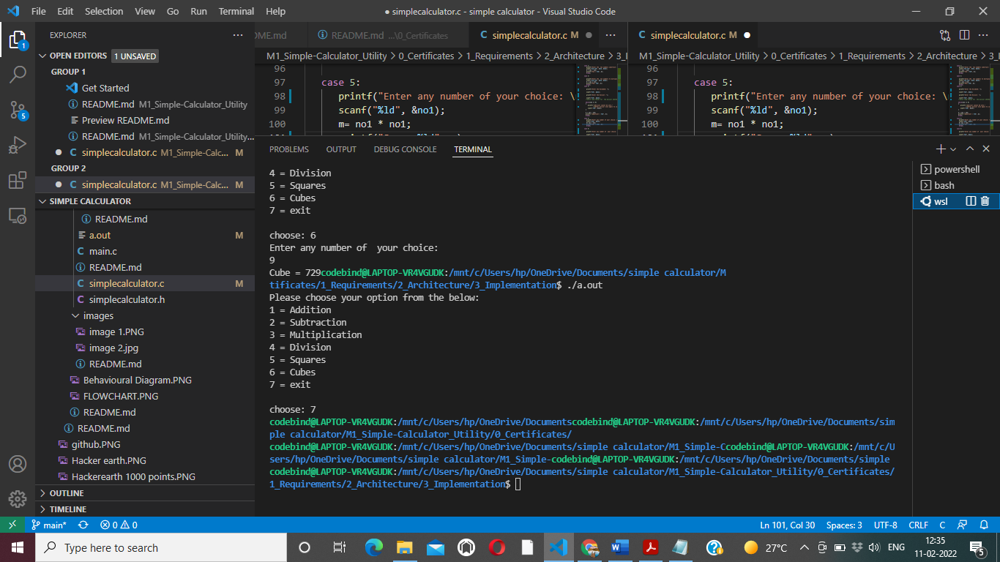 File Edit Selection View Go Run Terminal Help
● simplecalculator.c - simple calculator - Visual Studio Code
EXPLORER
OPEN EDITORS 1 UNSAVED
GROUP 1
Get Started
README.md M1_Simple-Calculator_Utility
Preview README.md
README.md M1_Simple-Calculator_Utility...
● C simplecalculator.c M1_Simple-Calc... M
GROUP 2
● C simplecalculator.c M1_Simple-Calc... M
SIMPLE CALCULATOR
README.md
a.out M
C main.c
README.md
C simplecalculator.c M
C simplecalculator.h
images
image 1.PNG
image 2.jpg
README.md
Behavioural Diagram.PNG
FLOWCHART.PNG
README.md
README.md
github.PNG
Hacker earth.PNG
Hackerearth 1000 points.PNG
OUTLINE
TIMELINE
1
5
README.md ...\0_Certificates
C simplecalculator.c M ●
M1_Simple-Calculator_Utility > 0_Certificates > 1_Requirements > 2_Architecture > 3_I
96
97 case 5:
98 printf("Enter any number of your choice: \
99 scanf("%ld", &no1);
100 m= no1 * no1;
C simplecalculator.c M ●
M1_Simple-Calculator_Utility > 0_Certificates > 1_Requirements > 2_Architecture > 3_I
96
97 case 5:
98 printf("Enter any number of your choice: \
99 scanf("%ld", &no1);
100 m= no1 * no1;
PROBLEMS OUTPUT DEBUG CONSOLE TERMINAL
4 = Division
5 = Squares
6 = Cubes
7 = exit
choose: 6
Enter any number of  your choice:
9
Cube = 729codebind@LAPTOP-VR4VGUDK:/mnt/c/Users/hp/OneDrive/Documents/simple calculator/M
tificates/1_Requirements/2_Architecture/3_Implementation$ ./a.out
Please choose your option from the below:
1 = Addition
2 = Subtraction
3 = Multiplication
4 = Division
5 = Squares
6 = Cubes
7 = exit
choose: 7
codebind@LAPTOP-VR4VGUDK:/mnt/c/Users/hp/OneDrive/Documentscodebind@LAPTOP-VR4VGUDK:/mnt/c/Users/hp/OneDrive/Documents/sim
ple calculator/M1_Simple-Calculator_Utility/0_Certificates/
codebind@LAPTOP-VR4VGUDK:/mnt/c/Users/hp/OneDrive/Documents/simple calculator/M1_Simple-Ccodebind@LAPTOP-VR4VGUDK:/mnt/c/U
sers/hp/OneDrive/Documents/simple calculator/M1_Simple-codebind@LAPTOP-VR4VGUDK:/mnt/c/Users/hp/OneDrive/Documents/simple
codebind@LAPTOP-VR4VGUDK:/mnt/c/Users/hp/OneDrive/Documents/simple calculator/M1_Simple-Calculator_Utility/0_Certificates/
1_Requirements/2_Architecture/3_Implementation$
powershell
bash
wsl
main* 0 0 Ln 101, Col 30 Spaces: 3 UTF-8 CRLF C
Type here to search
27°C ENG 12:35
11-02-2022
5